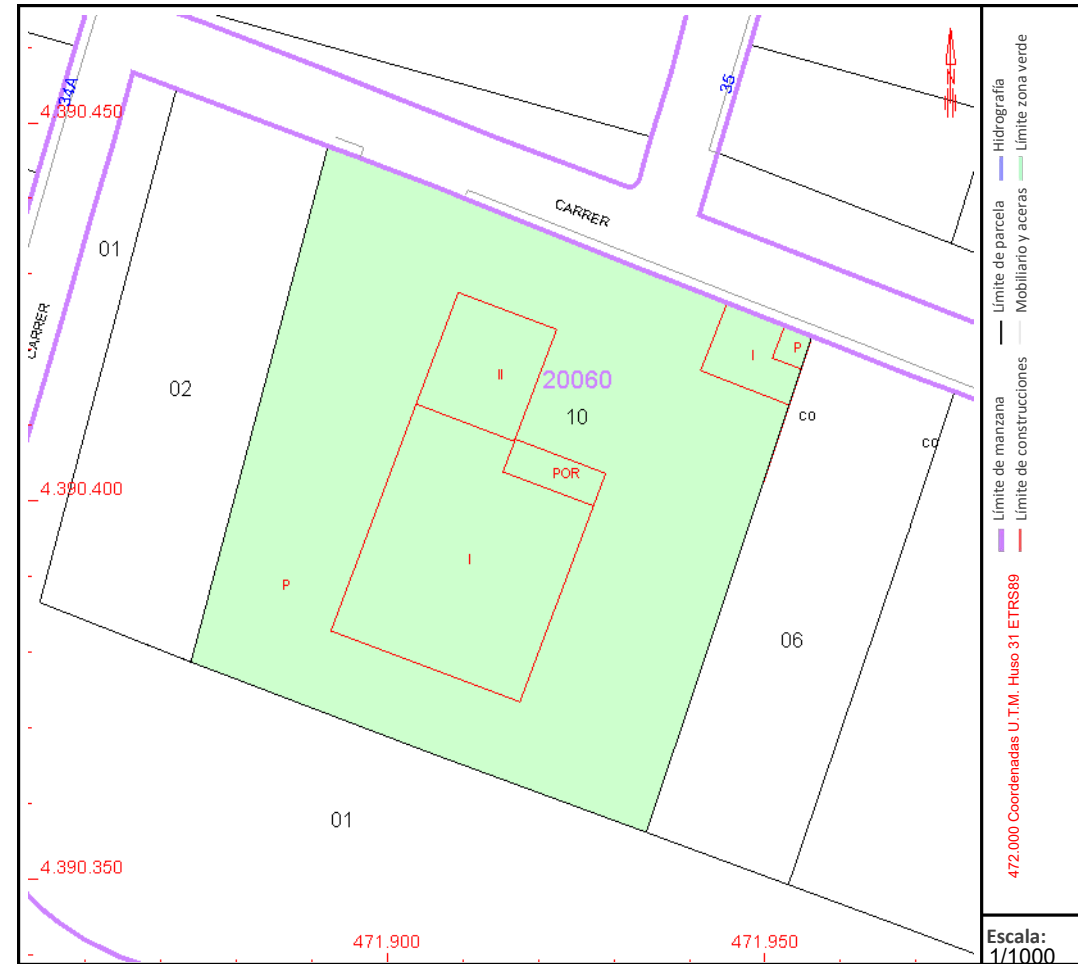 34A
4.390.450
35
N
CARRER
01
CARRER
02
II
20060
10
I
P
co
co
4.390.400
POR
I
P
06
01
4.390.350
471.900
471.950
Límite de manzana
Límite de parcela
Hidrografía
Límite de construcciones
Mobiliario y aceras
Límite zona verde
472.000 Coordenadas U.T.M. Huso 31 ETRS89
Escala:
1/1000